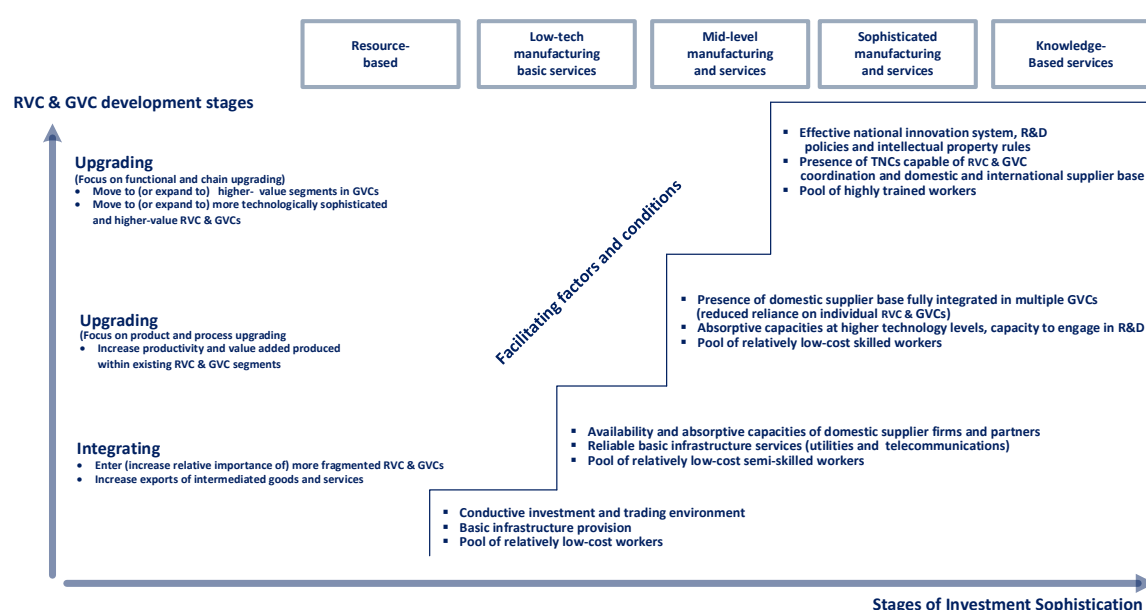 Resource-
based
Low-tech
manufacturing
basic services
Mid-level
manufacturing
and services
Sophisticated
manufacturing
and services
Knowledge-
Based services
RVC & GVC development stages
Upgrading
(Focus on functional and chain upgrading)
• Move to (or expand to) higher- value segments in GVCs
• Move to (or expand to) more technologically sophisticated
and higher-value RVC & GVCs
Upgrading
(Focus on product and process upgrading
• Increase productivity and value added produced
within existing RVC & GVC segments
Integrating
• Enter (increase relative importance of) more fragmented RVC & GVCs
• Increase exports of intermediated goods and services
Facilitating factors and conditions
▪ Effective national innovation system, R&D
policies and intellectual property rules
▪ Presence of TNCs capable of RVC & GVC
coordination and domestic and international supplier base
▪ Pool of highly trained workers
▪ Presence of domestic supplier base fully integrated in multiple GVCs
(reduced reliance on individual RVC & GVCs)
▪ Absorptive capacities at higher technology levels, capacity to engage in R&D
▪ Pool of relatively low-cost skilled workers
▪ Availability and absorptive capacities of domestic supplier firms and partners
▪ Reliable basic infrastructure services (utilities and telecommunications)
▪ Pool of relatively low-cost semi-skilled workers
▪ Conductive investment and trading environment
▪ Basic infrastructure provision
▪ Pool of relatively low-cost workers
Stages of Investment Sophistication